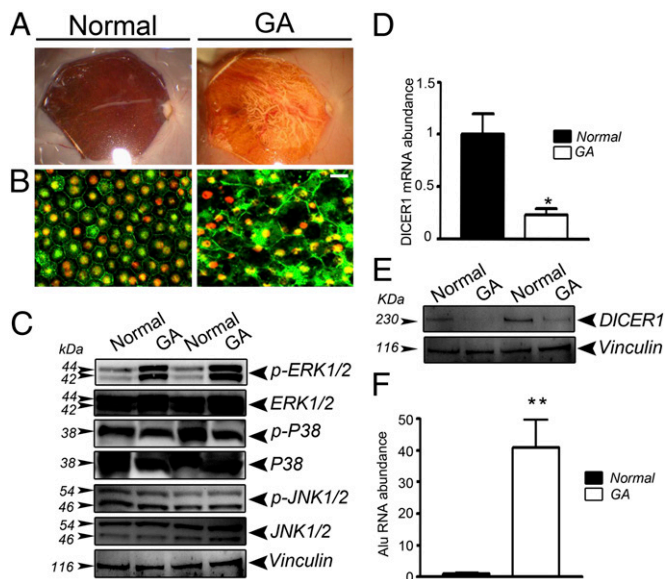 A
Normal
GA
B
C
Normal
GA
Normal
GA
kDa
44
42
p-ERK1/2
44
42
ERK1/2
38
p-P38
38
P38
54
46
p-JNK1/2
54
46
JNK1/2
116
Vinculin
D
DICER1 mRNA abundance
1.5
1
0.5
0
*
Normal
GA
E
Normal
GA
Normal
GA
KDa
230
DICER1
116
Vinculin
F
Alu RNA abundance
50
40
30
20
10
0
**
Normal
GA